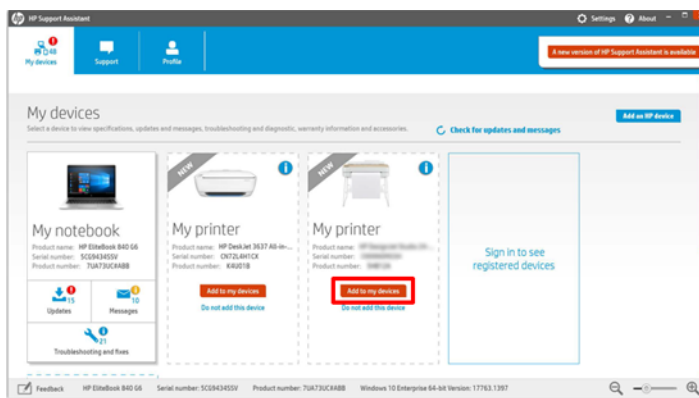 HP Support Assistant
Settings
About
48
My devices
Support
Profile
A new version of HP Support Assistant is available
My devices
Select a device to view specifications, updates and messages, troubleshooting and diagnostic, warranty information and accessories.
Check for updates and messages
Add an HP device
My notebook
Product name: HP EliteBook 840 G6
Serial number: 5CG94345SV
Product number: 7UA73UC#ABB
15
Updates
10
Messages
21
Troubleshooting and fixes
NEW
My printer
Product name: HP DeskJet 3637 All-in-...
Serial number: CN72L4H1CX
Product number: K4U01B
Add to my devices
Do not add this device
NEW
My printer
Product name:
Serial number:
Product number:
Add to my devices
Do not add this device
Sign in to see
registered devices
Feedback
HP EliteBook 840 G6
Serial number: 5CG94345SV
Product number: 7UA73UC#ABB
Windows 10 Enterprise 64-bit Version: 17763.1397